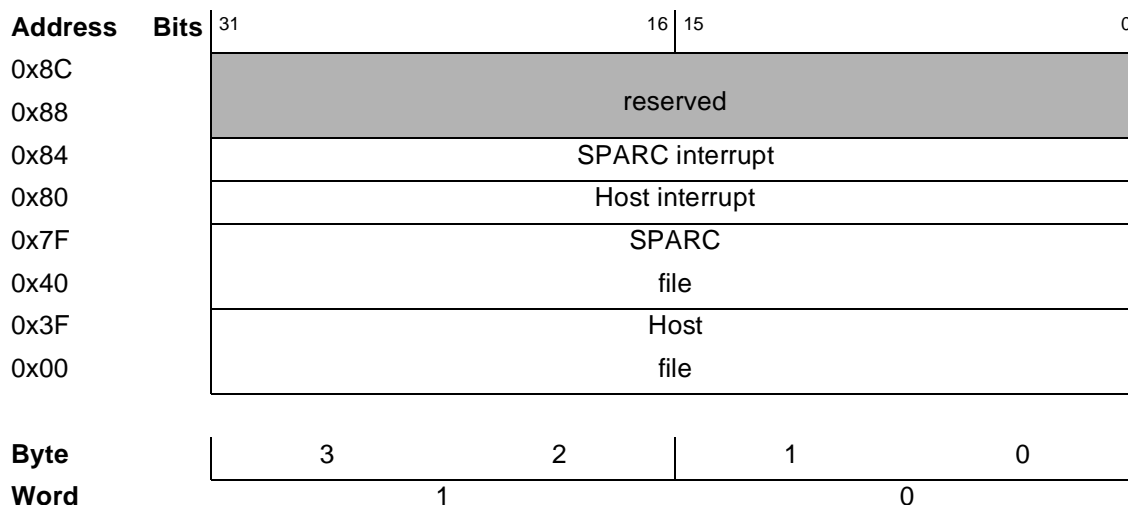 Address Bits 31 16 15 0
0x8C
reserved
0x88
0x84 SPARC interrupt
0x80 Host interrupt
0x7F SPARC
0x40 file
0x3F Host
0x00 file
Byte 3 2 1 0
Word 1 0